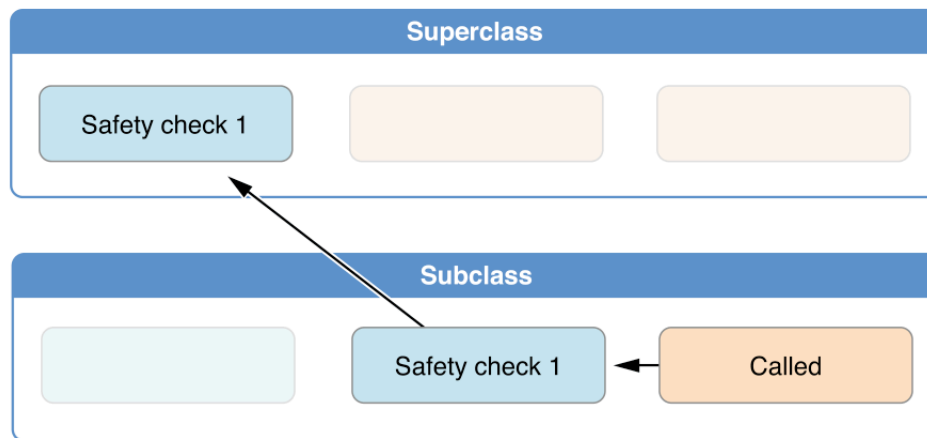 Superclass
Safety check 1
Subclass
Safety check 1
Called